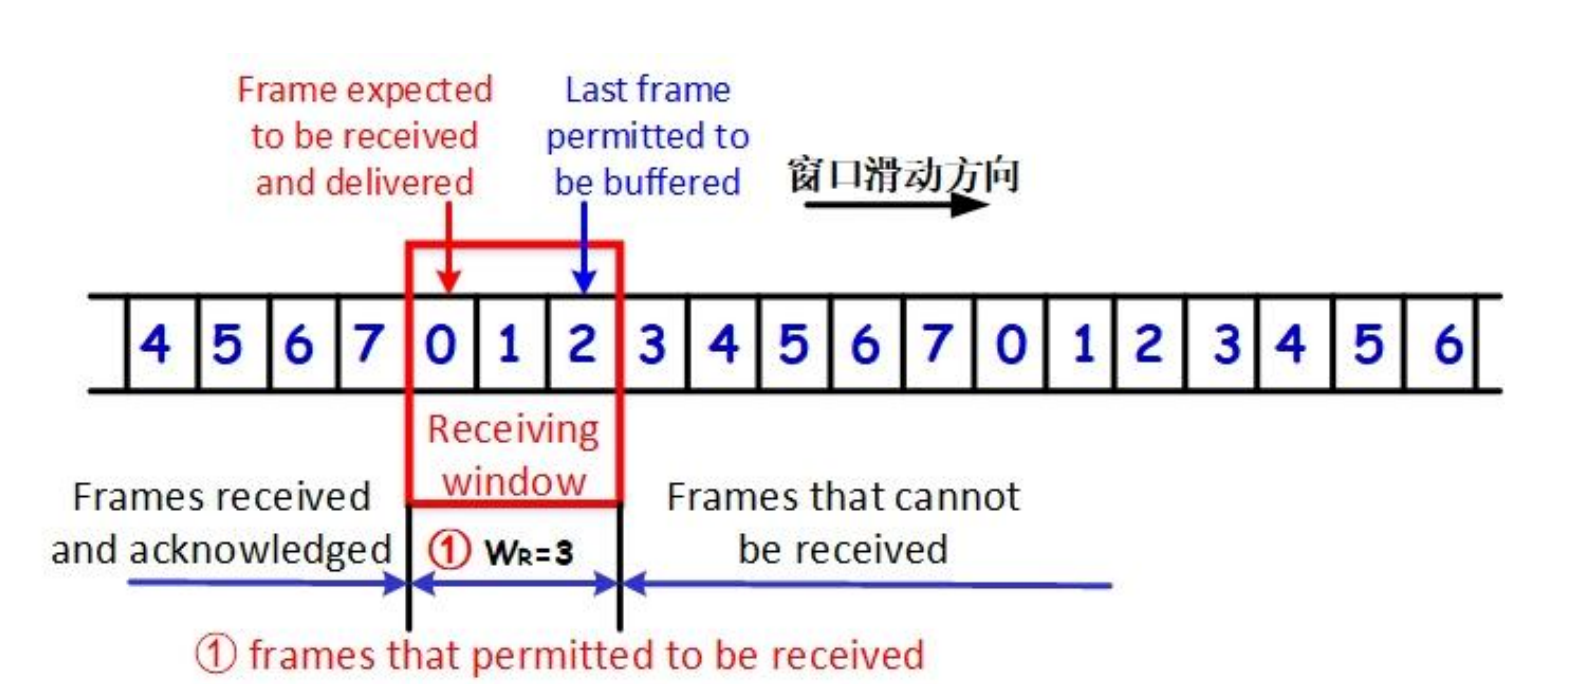 Frame expected
to be received
and delivered
Last frame
permitted to
be buffered
窗口滑动方向
4 5 6 7 0 1 2 3 4 5 6 7 0 1 2 3 4 5 6
Receiving
window
Frames received
and acknowledged
① WR=3
Frames that cannot
be received
① frames that permitted to be received